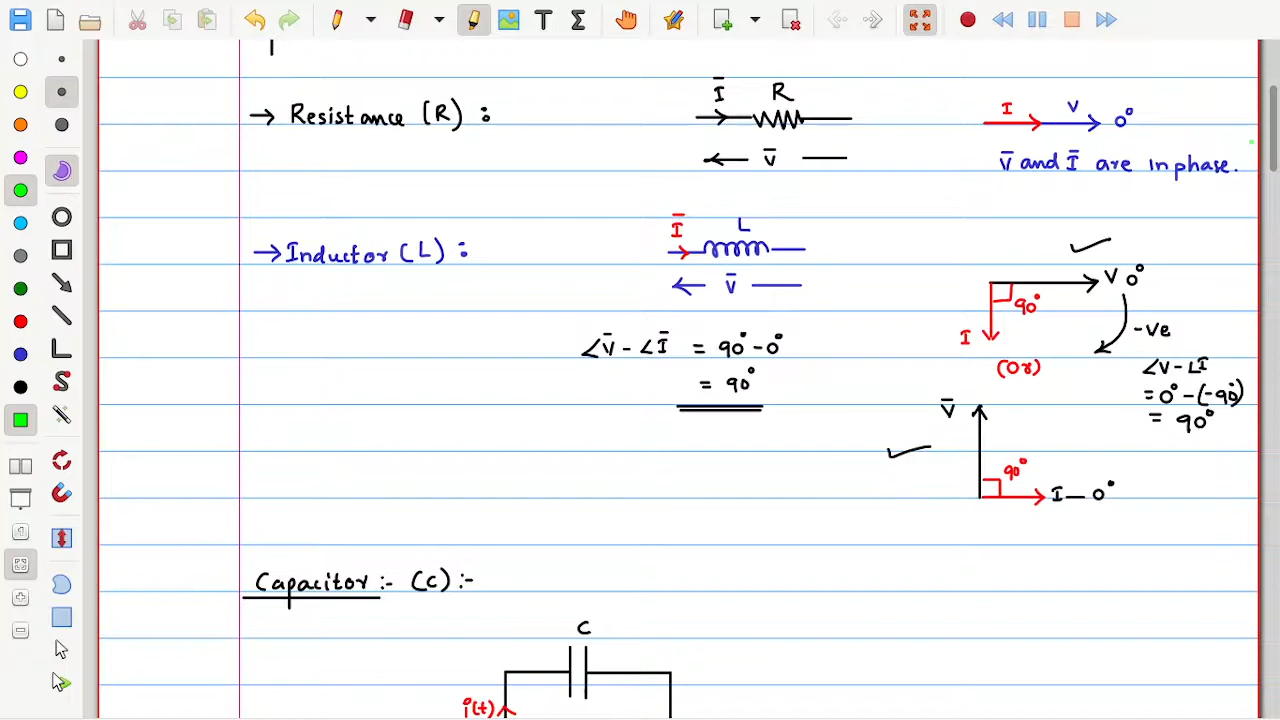 → Resistance (R) :
Ī R
V̄
I V 0°
V̄ and Ī are in phase.
→ Inductor (L) :
Ī L
V̄
∠V̄ - ∠Ī = 90° - 0°
= 90°
V 0°
90°
I
-ve
(Or)
∠V - ∠I
= 0° - (-90°)
= 90°
V̄
90°
I — 0°
Capacitor :- (C) :-
C
i(t)